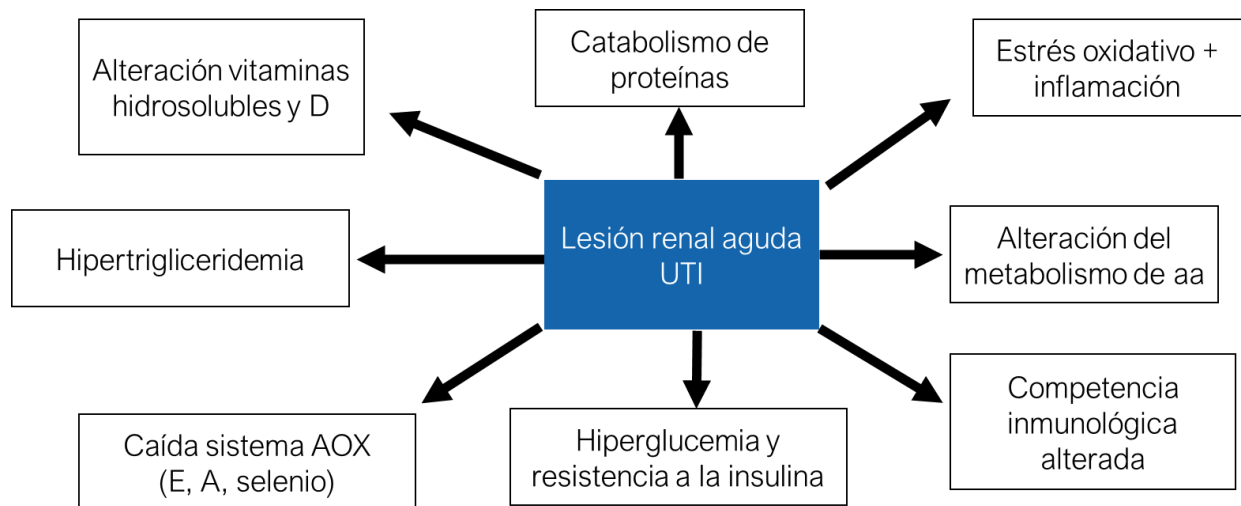 Alteración vitaminas
hidrosolubles y D
Catabolismo de
proteínas
Estrés oxidativo +
inflamación
Hipertrigliceridemia
Lesión renal aguda
UTI
Alteración del
metabolismo de aa
Caída sistema AOX
(E, A, selenio)
Hiperglucemia y
resistencia a la insulina
Competencia
inmunológica
alterada